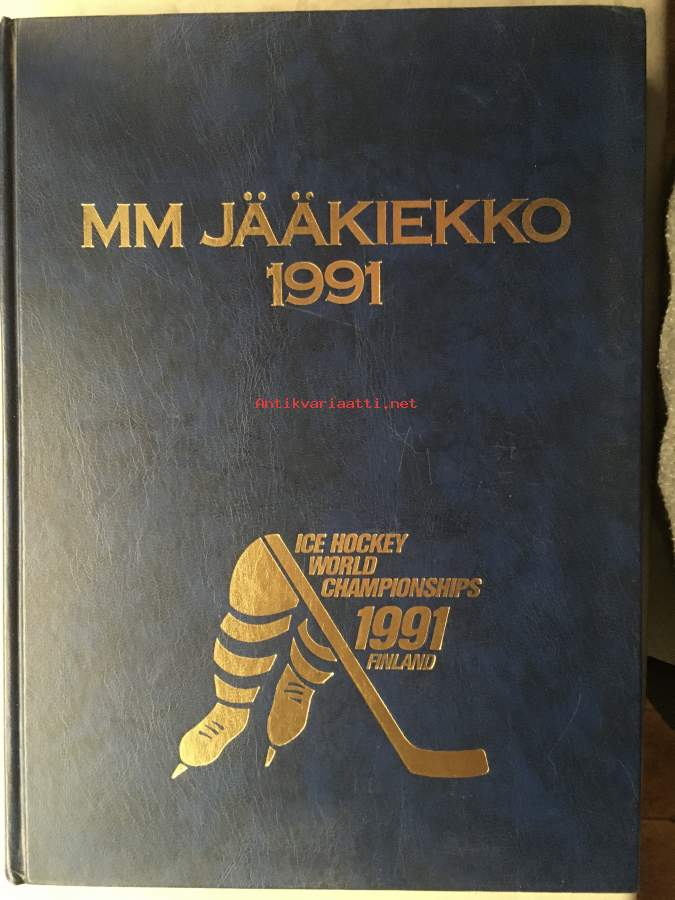 MM JÄÄKIEKKO
1991
Antikvariaatti.net
ICE HOCKEY
WORLD
CHAMPIONSHIPS
1991
FINLAND